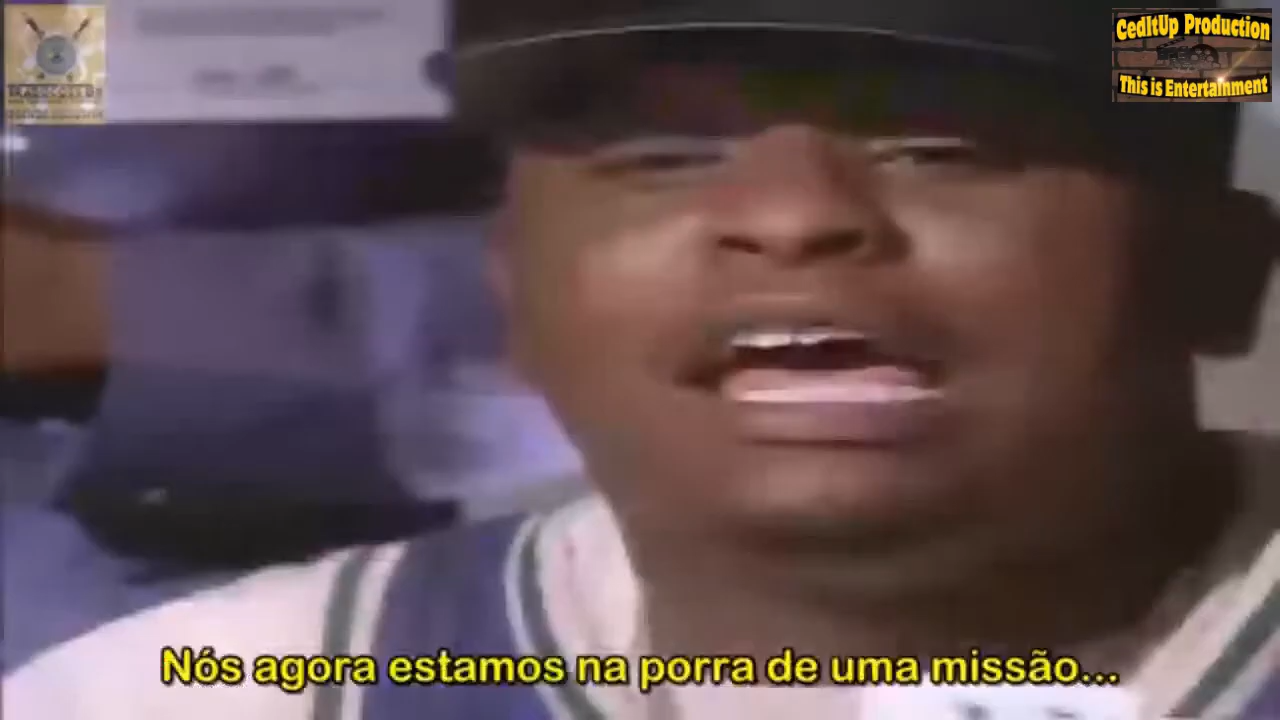 CedItUp Production
This is Entertainment
Nós agora estamos na porra de uma missão...